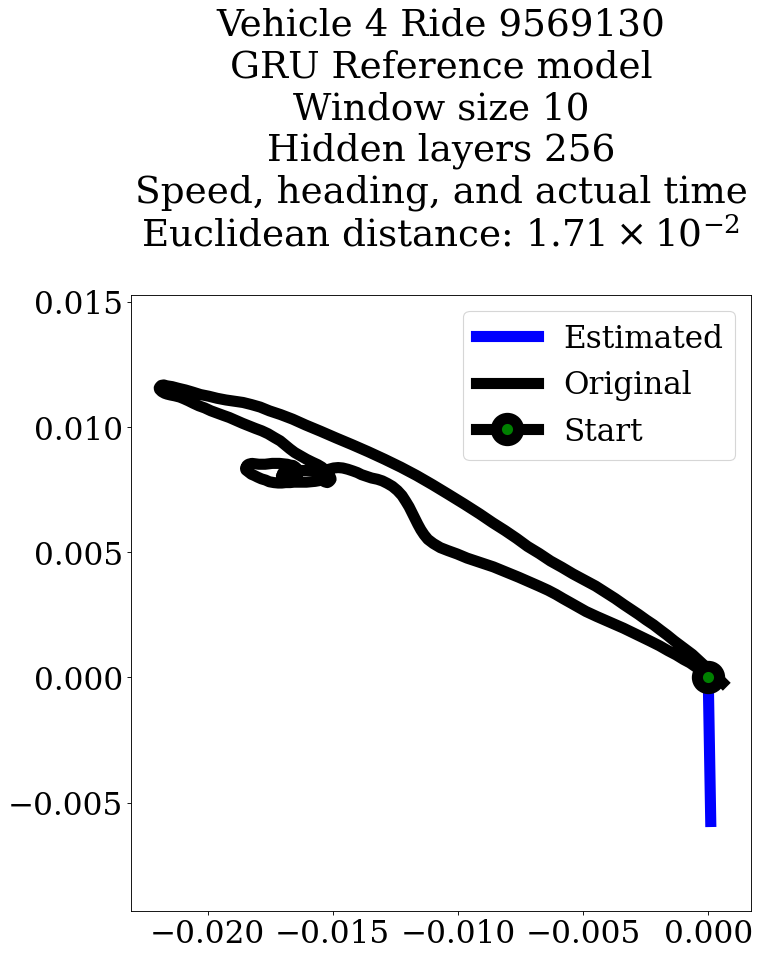 Vehicle 4 Ride 9569130
GRU Reference model
Window size 10
Hidden layers 256
Speed, heading, and actual time
Euclidean distance: 1.71 × 10⁻²
0.015
Estimated
Original
Start
0.010
0.005
0.000
−0.005
−0.020 −0.015 −0.010 −0.005 0.000